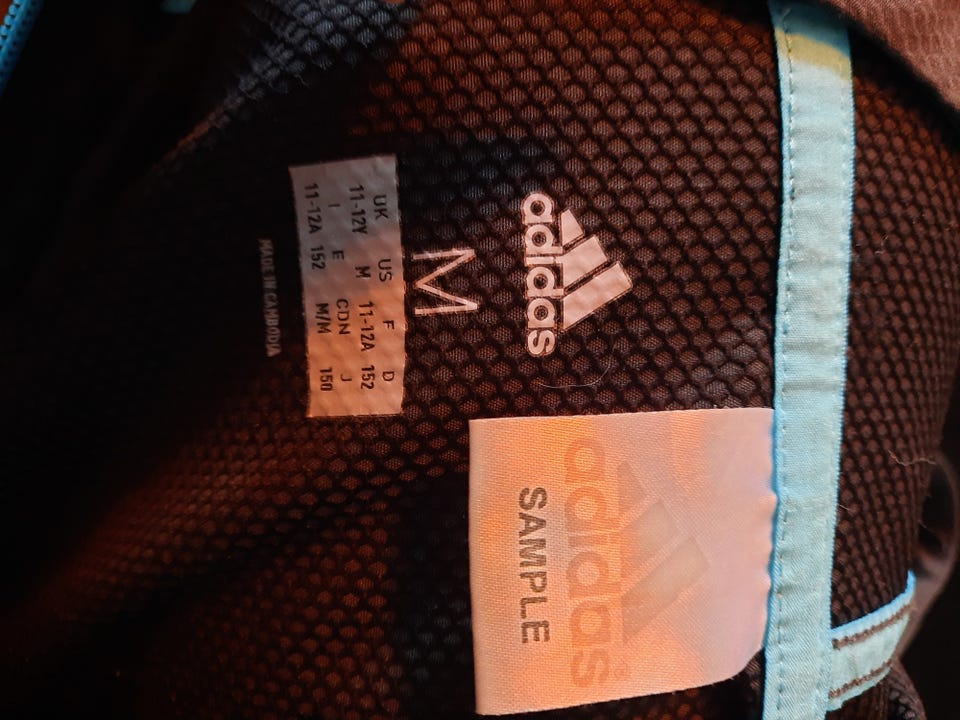 adidas
M
UK US F D
11-12Y M 11-12A 152
I E CDN J
11-12A 152 M/M 150
MADE IN CAMBODIA
adidas
SAMPLE